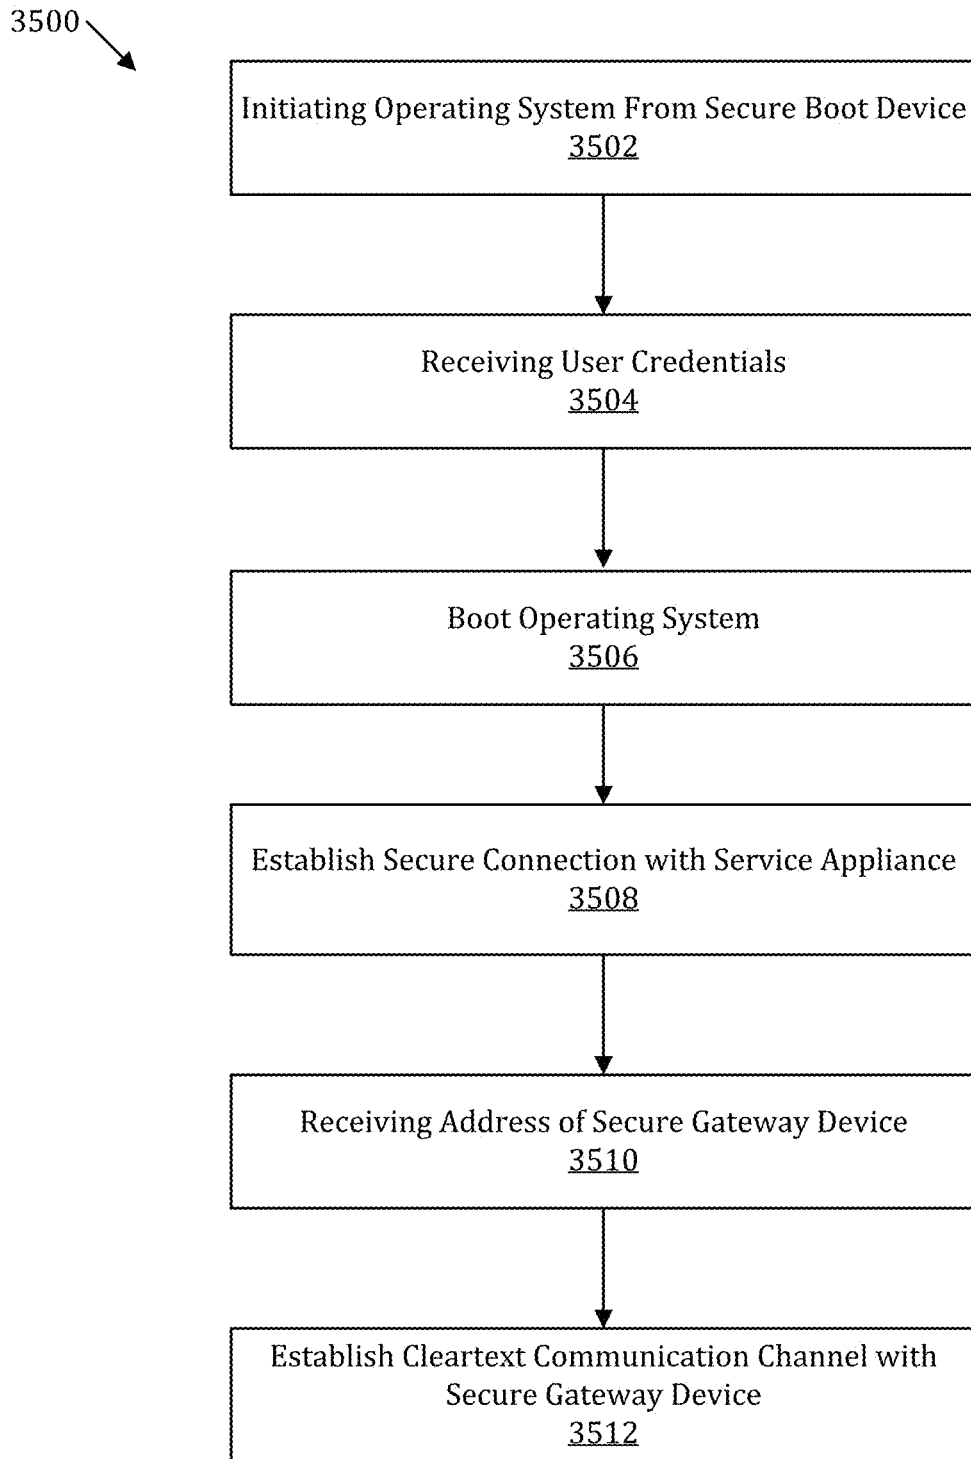 3500
Initiating Operating System From Secure Boot Device
3502
Receiving User Credentials
3504
Boot Operating System
3506
Establish Secure Connection with Service Appliance
3508
Receiving Address of Secure Gateway Device
3510
Establish Cleartext Communication Channel with
Secure Gateway Device
3512